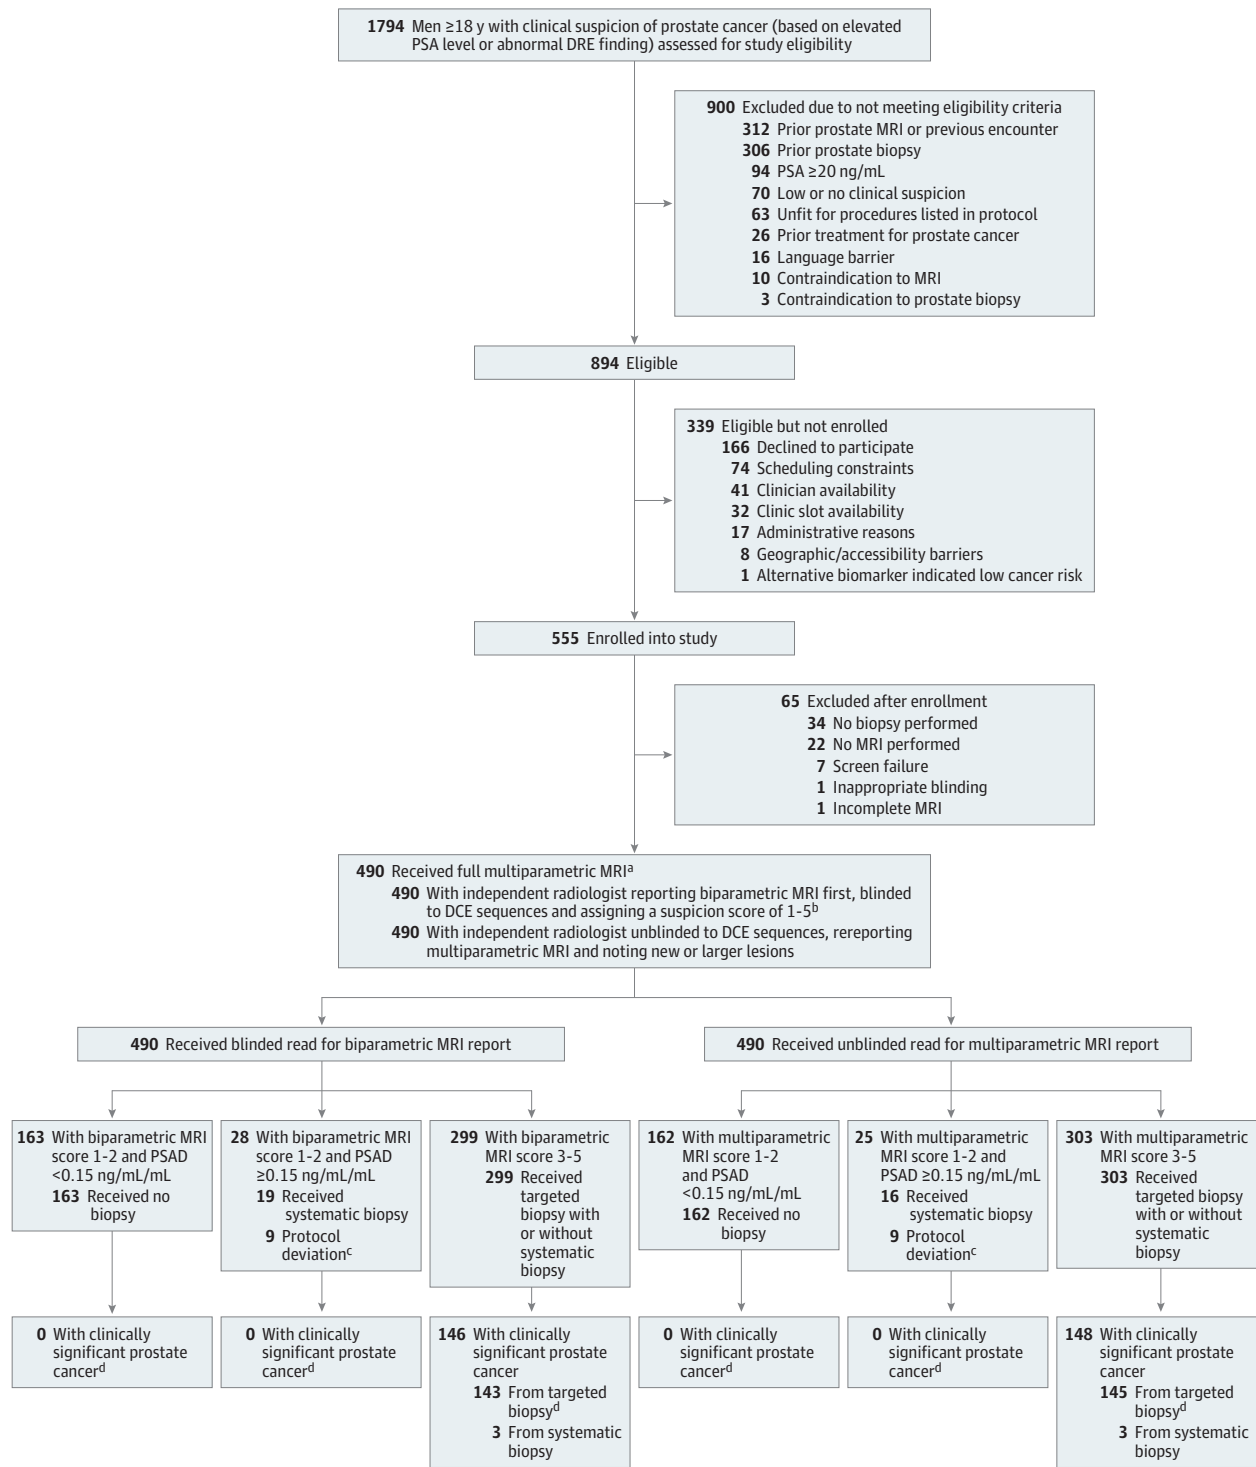 1794 Men ≥18 y with clinical suspicion of prostate cancer (based on elevated
PSA level or abnormal DRE finding) assessed for study eligibility
900 Excluded due to not meeting eligibility criteria
312 Prior prostate MRI or previous encounter
306 Prior prostate biopsy
94 PSA ≥20 ng/mL
70 Low or no clinical suspicion
63 Unfit for procedures listed in protocol
26 Prior treatment for prostate cancer
16 Language barrier
10 Contraindication to MRI
3 Contraindication to prostate biopsy
894 Eligible
339 Eligible but not enrolled
166 Declined to participate
74 Scheduling constraints
41 Clinician availability
32 Clinic slot availability
17 Administrative reasons
8 Geographic/accessibility barriers
1 Alternative biomarker indicated low cancer risk
555 Enrolled into study
65 Excluded after enrollment
34 No biopsy performed
22 No MRI performed
7 Screen failure
1 Inappropriate blinding
1 Incomplete MRI
490 Received full multiparametric MRIa
490 With independent radiologist reporting biparametric MRI first, blinded
to DCE sequences and assigning a suspicion score of 1-5b
490 With independent radiologist unblinded to DCE sequences, rereporting
multiparametric MRI and noting new or larger lesions
490 Received blinded read for biparametric MRI report
490 Received unblinded read for multiparametric MRI report
163 With biparametric MRI
score 1-2 and PSAD
<0.15 ng/mL/mL
163 Received no
biopsy
28 With biparametric MRI
score 1-2 and PSAD
≥0.15 ng/mL/mL
19 Received
systematic biopsy
9 Protocol
deviationc
299 With biparametric
MRI score 3-5
299 Received
targeted
biopsy with
or without
systematic
biopsy
162 With multiparametric
MRI score 1-2
and PSAD
<0.15 ng/mL/mL
162 Received no
biopsy
25 With multiparametric
MRI score 1-2 and
PSAD ≥0.15 ng/mL/mL
16 Received
systematic biopsy
9 Protocol
deviationc
303 With multiparametric
MRI score 3-5
303 Received
targeted biopsy
with or without
systematic
biopsy
0 With clinically
significant prostate
cancerd
0 With clinically
significant prostate
cancerd
146 With clinically
significant prostate
cancer
143 From targeted
biopsyd
3 From systematic
biopsy
0 With clinically
significant prostate
cancerd
0 With clinically
significant prostate
cancerd
148 With clinically
significant prostate
cancer
145 From targeted
biopsyd
3 From systematic
biopsy